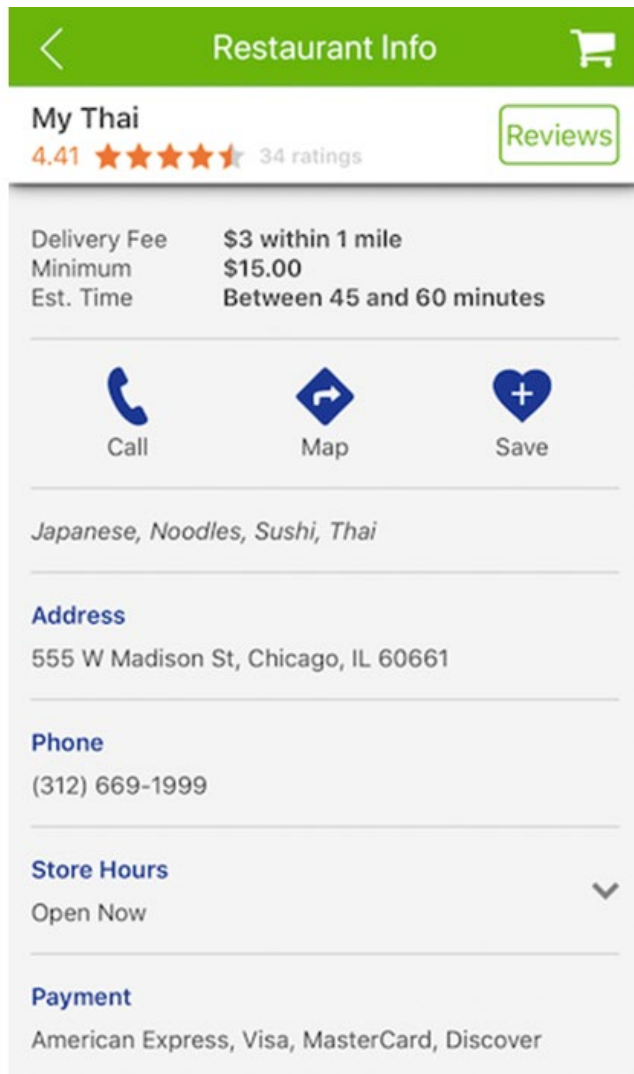 Restaurant Info
My Thai
4.41 34 ratings
Reviews
Delivery Fee $3 within 1 mile
Minimum $15.00
Est. Time Between 45 and 60 minutes
Call Map Save
Japanese, Noodles, Sushi, Thai
Address
555 W Madison St, Chicago, IL 60661
Phone
(312) 669-1999
Store Hours
Open Now
Payment
American Express, Visa, MasterCard, Discover